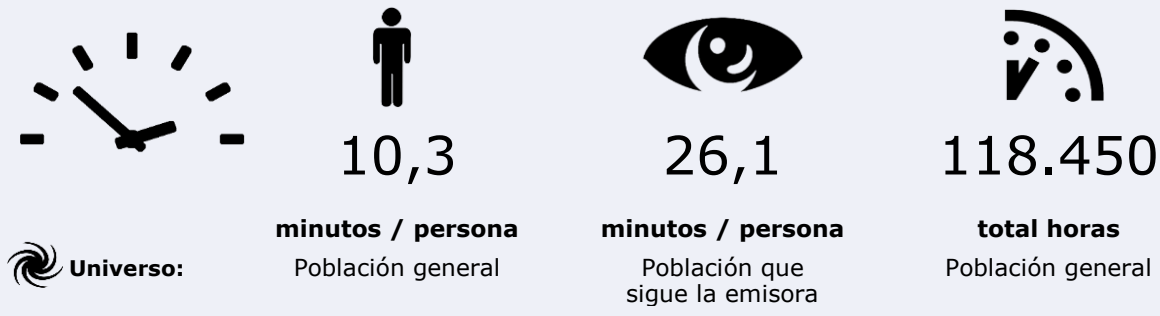 10,3
26,1
118.450
minutos / persona
minutos / persona
total horas
Universo:
Población general
Población que
sigue la emisora
Población general